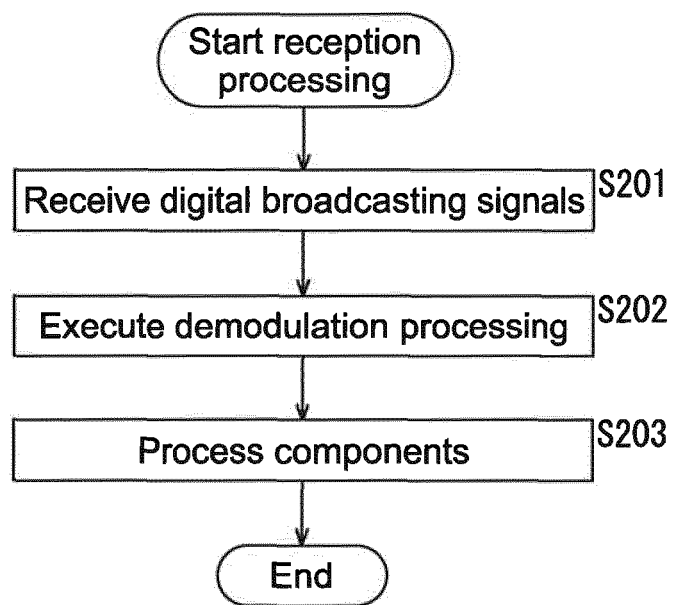 Start reception
processing
Receive digital broadcasting signals S201
Execute demodulation processing S202
Process components S203
End